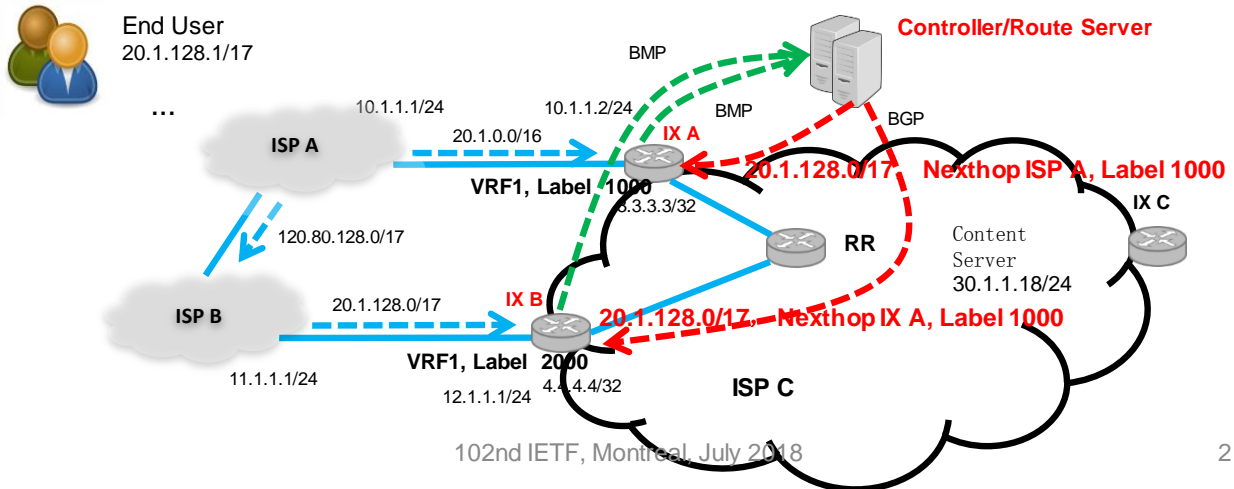 End User
20.1.128.1/17
...
Controller/Route Server
BMP
BMP
BGP
10.1.1.1/24
10.1.1.2/24
ISP A
20.1.0.0/16
IX A
VRF1, Label 1000
3.3.3.3/32
20.1.128.0/17, Nexthop ISP A, Label 1000
IX C
120.80.128.0/17
RR
Content
Server
30.1.1.18/24
ISP B
20.1.128.0/17
IX B
20.1.128.0/17, Nexthop IX A, Label 1000
VRF1, Label 2000
11.1.1.1/24
12.1.1.1/24
4.4.4.4/32
ISP C
102nd IETF, Montreal, July 2018
2